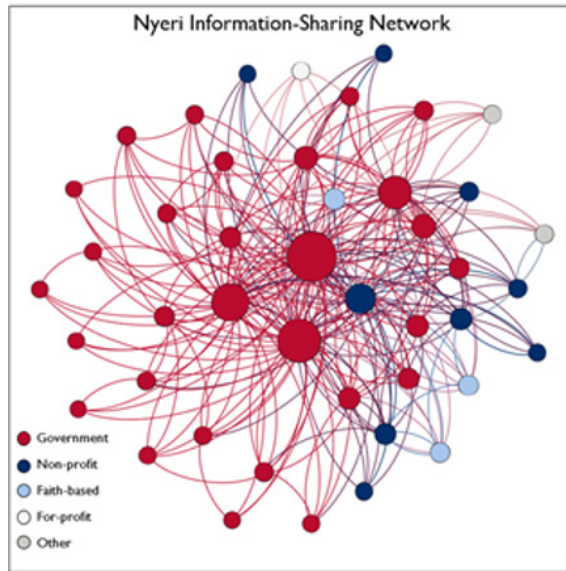 Nyeri Information-Sharing Network
Government
Non-profit
Faith-based
For-profit
Other